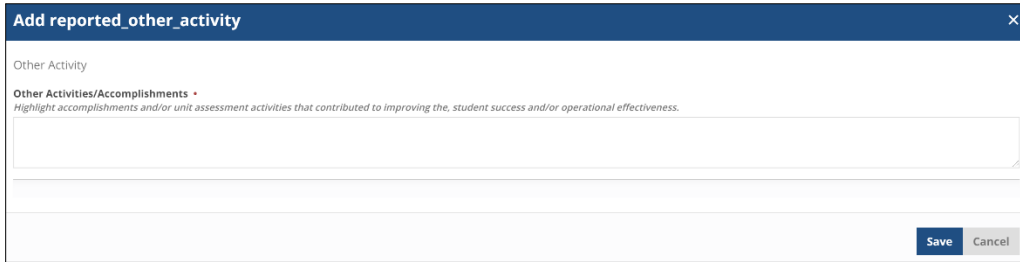 Add reported_other_activity ×
Other Activity
Other Activities/Accomplishments •
Highlight accomplishments and/or unit assessment activities that contributed to improving the, student success and/or operational effectiveness.
Save Cancel